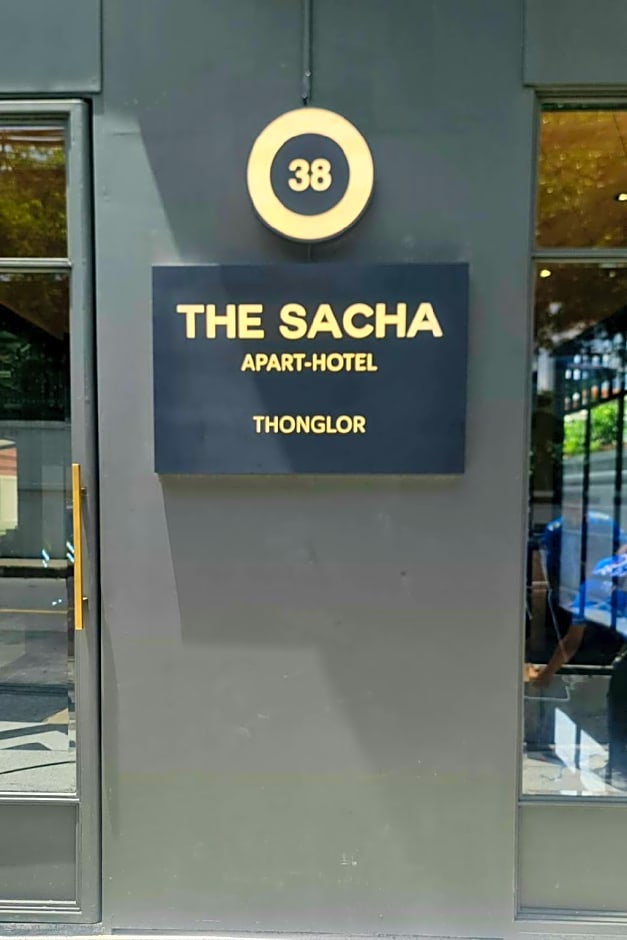 38
THE SACHA
APART-HOTEL
THONGLOR